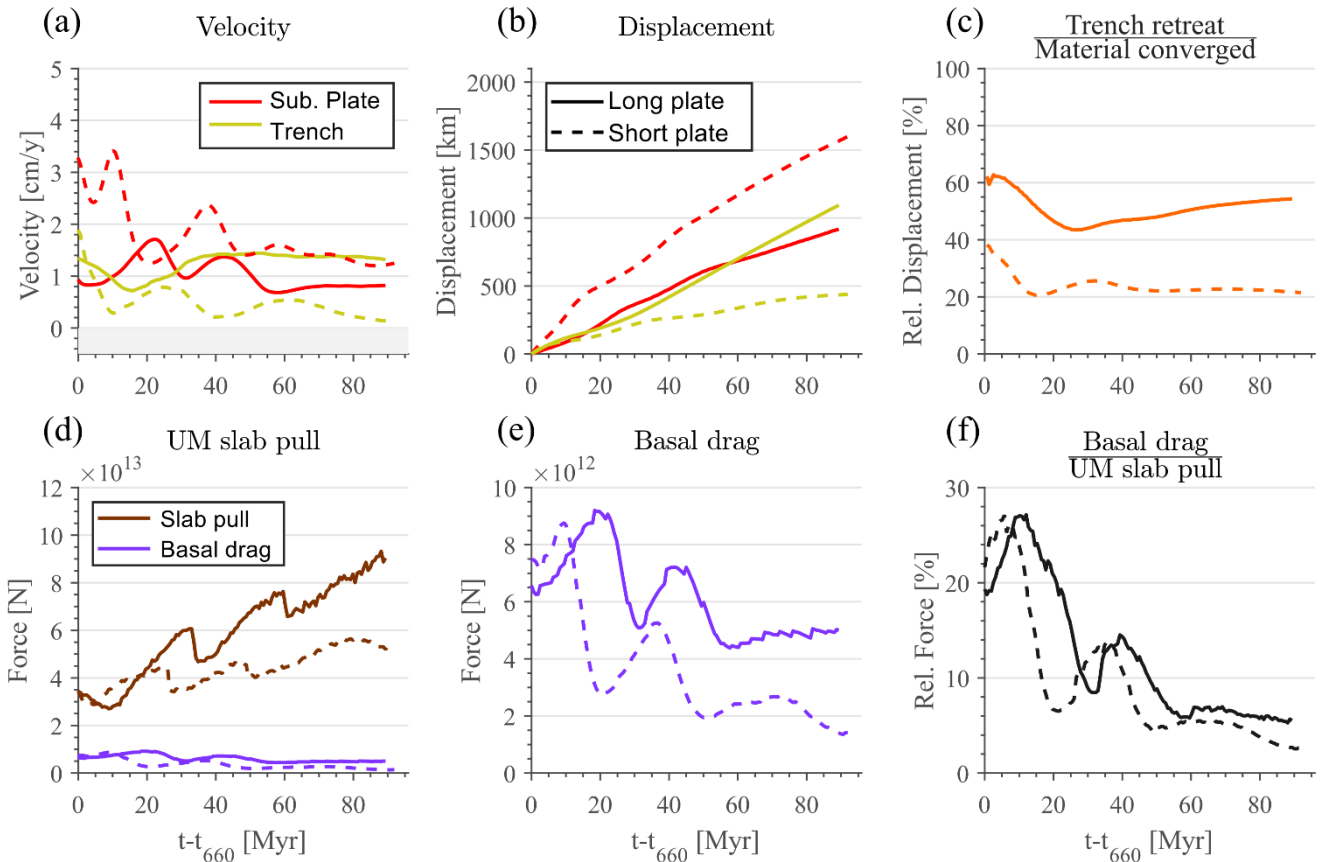 (a)
Velocity
5
4
3
2
1
0
Velocity [cm/y]
Sub. Plate
Trench
0 20 40 60 80
(b)
Displacement
2000
1500
1000
500
0
Displacement [km]
Long plate
Short plate
0 20 40 60 80
(c)
Trench retreat
Material converged
100
80
60
40
20
0
Rel. Displacement [%]
0 20 40 60 80
(d)
UM slab pull
×10^13
12
10
8
6
4
2
0
Force [N]
Slab pull
Basal drag
0 20 40 60 80
t-t_660 [Myr]
(e)
Basal drag
×10^12
10
8
6
4
2
0
Force [N]
0 20 40 60 80
t-t_660 [Myr]
(f)
Basal drag
UM slab pull
30
20
10
0
Rel. Force [%]
0 20 40 60 80
t-t_660 [Myr]